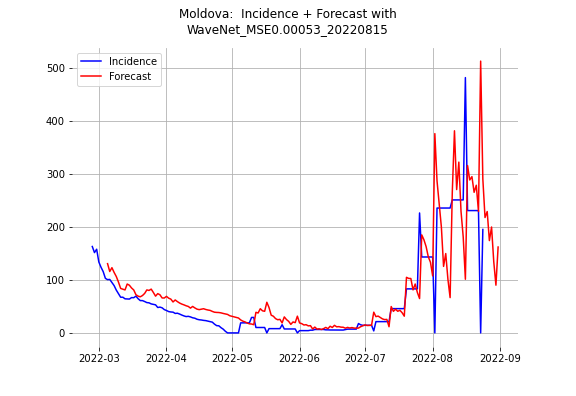 Moldova:  Incidence + Forecast with
WaveNet_MSE0.00053_20220815
Incidence
Forecast
500
400
300
200
100
0
2022-03 2022-04 2022-05 2022-06 2022-07 2022-08 2022-09